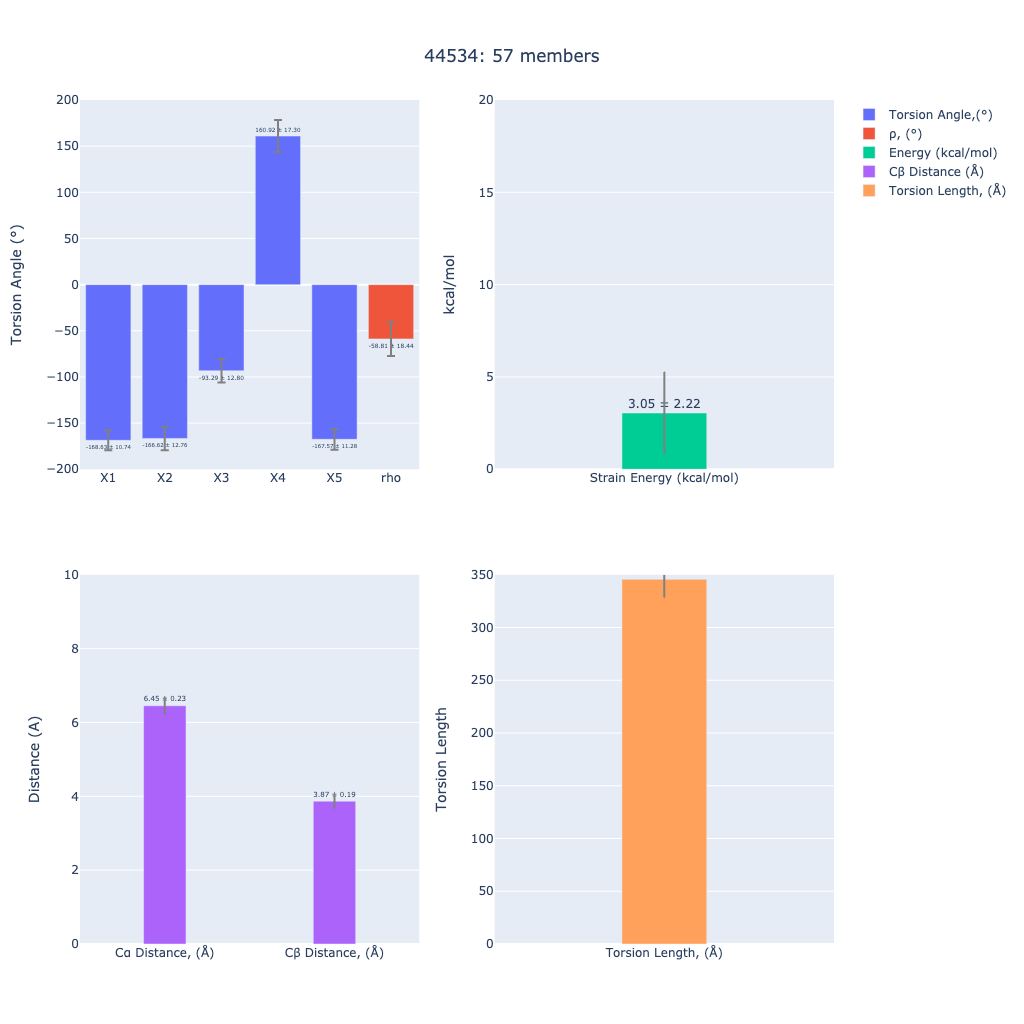 44534: 57 members
Torsion Angle (°)
200
150
100
50
0
−50
−100
−150
−200
160.92 ± 17.30
-58.81 ± 18.44
-93.29 ± 12.80
-166.62 ± 12.76
-167.57 ± 11.28
X1
X2
X3
X4
X5
rho
kcal/mol
20
15
10
5
0
3.05 ± 2.22
Strain Energy (kcal/mol)
Torsion Angle,(°)
ρ, (°)
Energy (kcal/mol)
Cβ Distance (Å)
Torsion Length, (Å)
Distance (A)
10
8
6
4
2
0
6.45 ± 0.23
3.87 ± 0.19
Cα Distance, (Å)
Cβ Distance, (Å)
Torsion Length
350
300
250
200
150
100
50
0
Torsion Length, (Å)